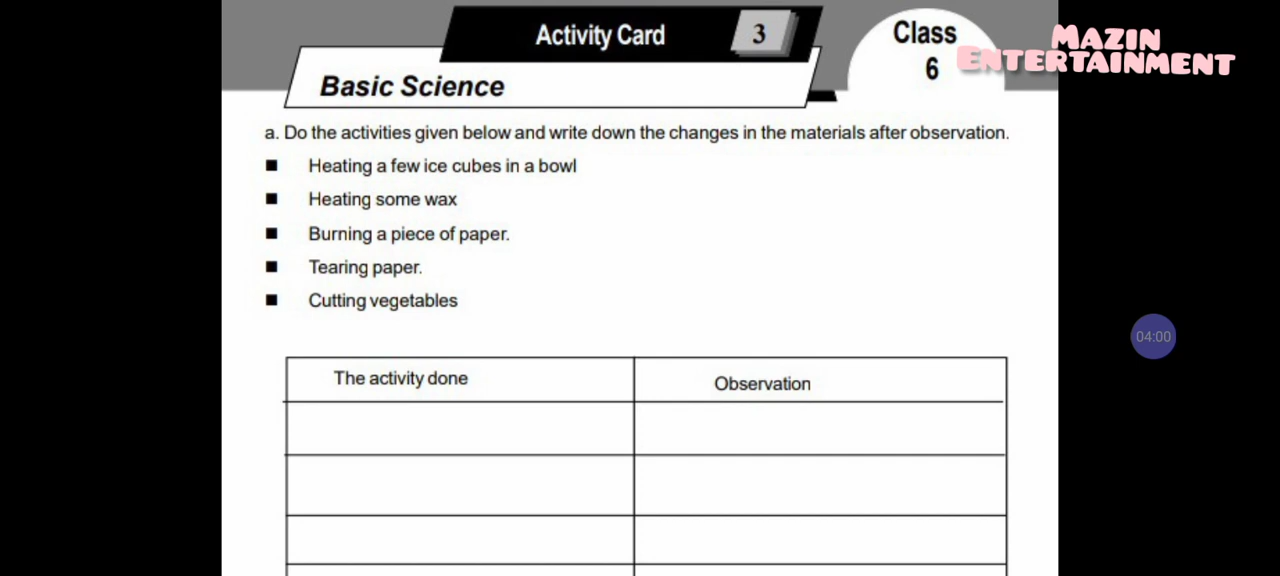 Activity Card 3
Class
6
MAZIN
ENTERTAINMENT
Basic Science
a. Do the activities given below and write down the changes in the materials after observation.
■ Heating a few ice cubes in a bowl
■ Heating some wax
■ Burning a piece of paper.
■ Tearing paper.
■ Cutting vegetables
04:00
The activity done Observation